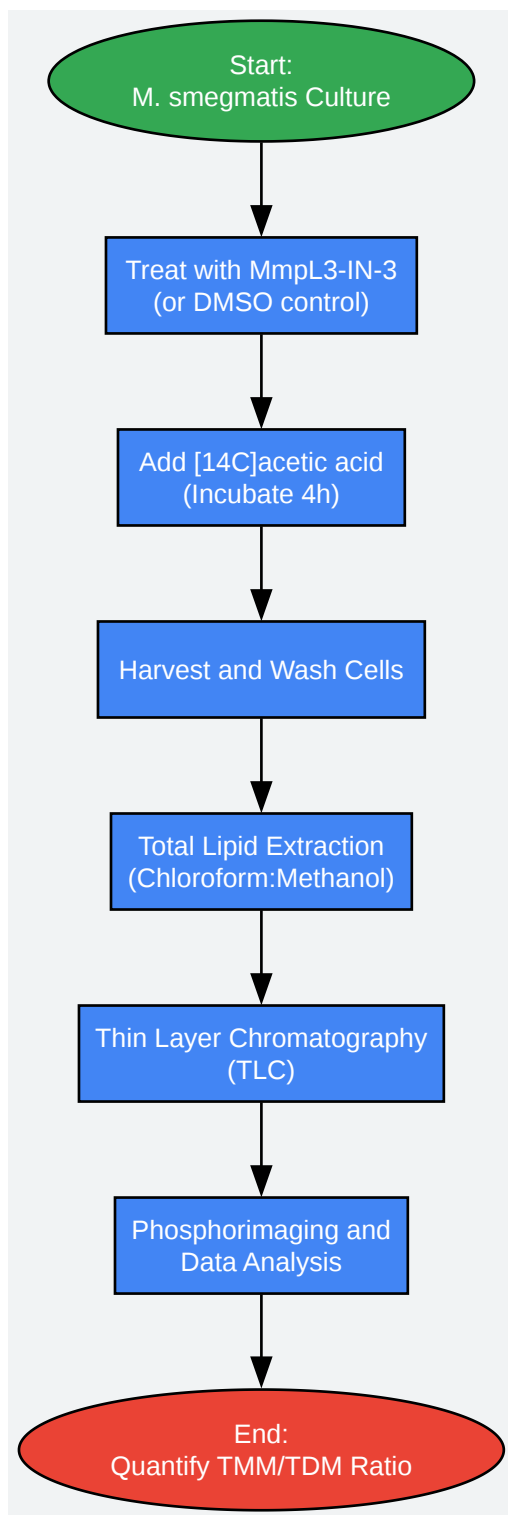 Start:
M. smegmatis Culture
Treat with MmpL3-IN-3
(or DMSO control)
Add [14C]acetic acid
(Incubate 4h)
Harvest and Wash Cells
Total Lipid Extraction
(Chloroform:Methanol)
Thin Layer Chromatography
(TLC)
Phosphorimaging and
Data Analysis
End:
Quantify TMM/TDM Ratio